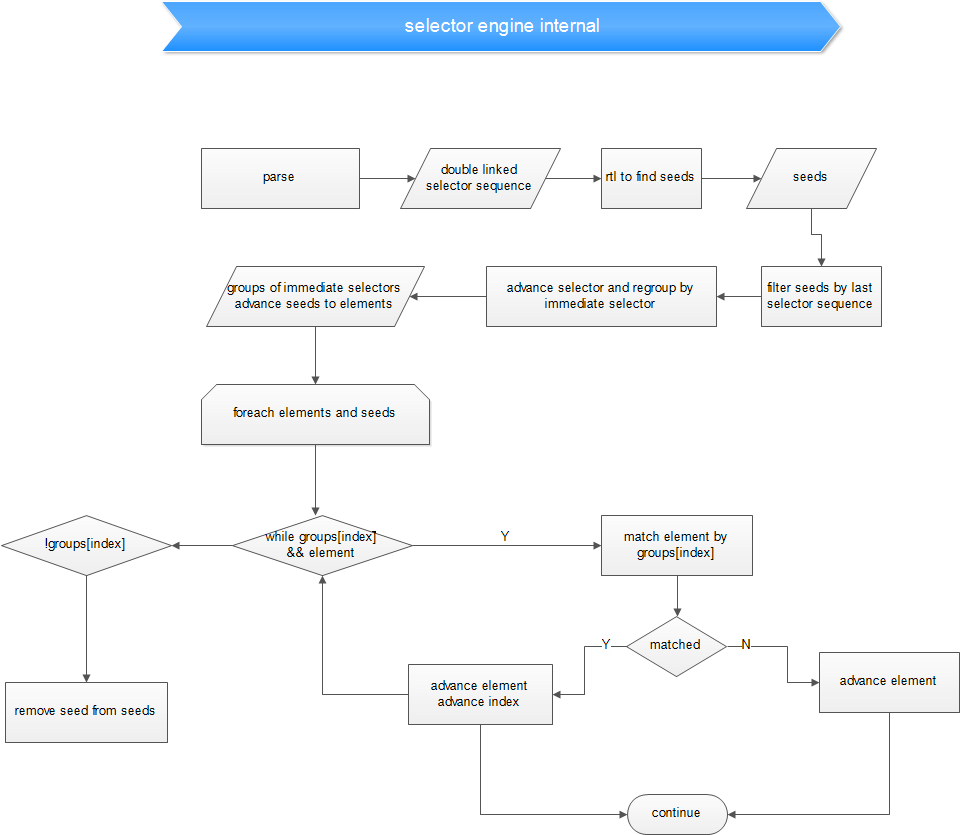 selector engine internal
parse
double linked
selector sequence
rtl to find seeds
seeds
groups of immediate selectors
advance seeds to elements
advance selector and regroup by
immediate selector
filter seeds by last
selector sequence
foreach elements and seeds
!groups[index]
while groups[index]
&& element
Y
match element by
groups[index]
matched
Y
N
advance element
advance index
advance element
remove seed from seeds
continue